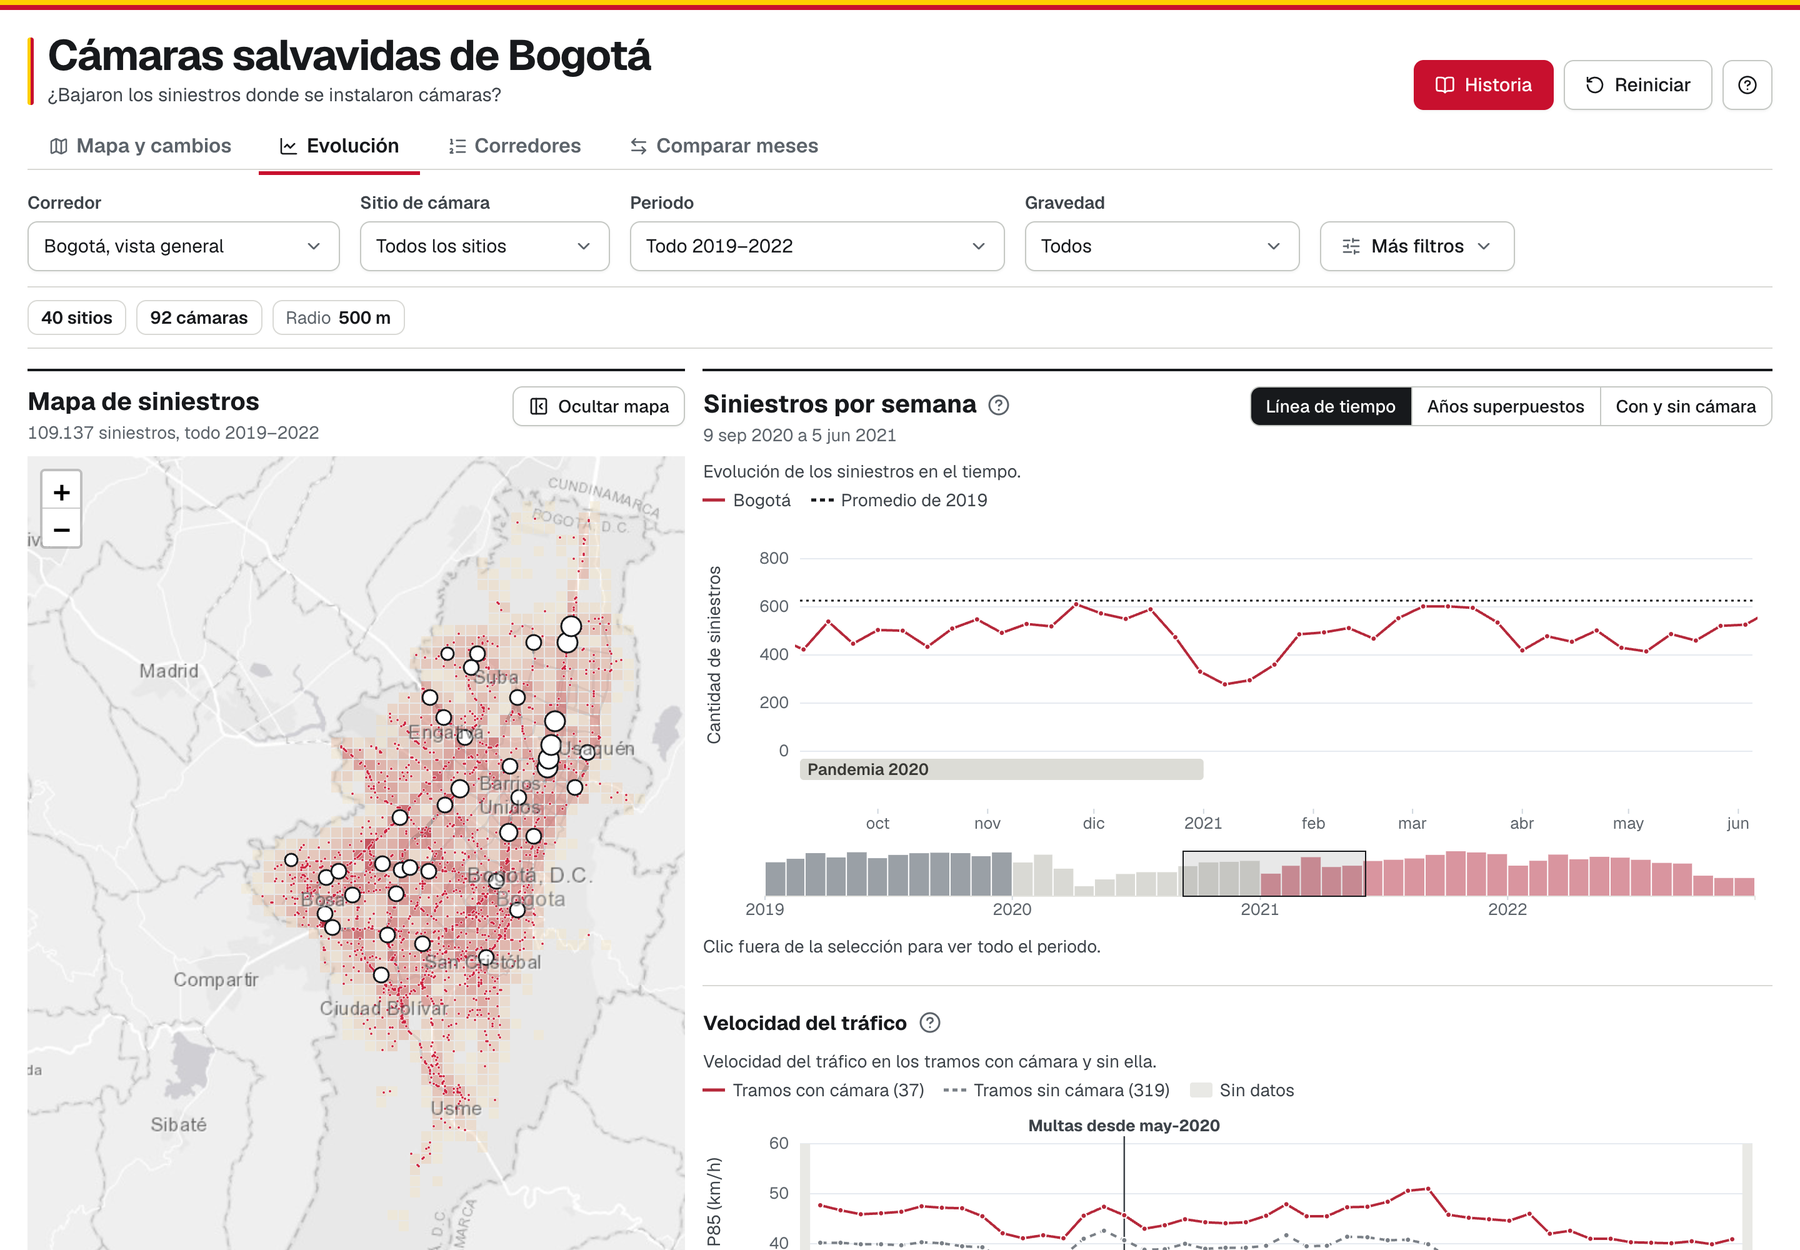 Cámaras salvavidas de Bogotá
¿Bajaron los siniestros donde se instalaron cámaras?
Historia
Reiniciar
Mapa y cambios
Evolución
Corredores
Comparar meses
Corredor
Sitio de cámara
Periodo
Gravedad
Bogotá, vista general
Todos los sitios
Todo 2019–2022
Todos
Más filtros
40 sitios
92 cámaras
Radio 500 m
Mapa de siniestros
Ocultar mapa
109.137 siniestros, todo 2019–2022
+
−
CUNDINAMARCA
BOGOTÁ, D.C.
Madrid
Suba
Engativá
Usaquén
Barrios
Unidos
Bogotá, D.C.
Bogota
Bosa
San Cristóbal
Compartir
Ciudad Bolívar
da
Usme
Sibaté
D.C.
MARCA
Siniestros por semana
Línea de tiempo
Años superpuestos
Con y sin cámara
9 sep 2020 a 5 jun 2021
Evolución de los siniestros en el tiempo.
Bogotá
Promedio de 2019
Cantidad de siniestros
800
600
400
200
0
Pandemia 2020
oct
nov
dic
2021
feb
mar
abr
may
jun
2019
2020
2021
2022
Clic fuera de la selección para ver todo el periodo.
Velocidad del tráfico
Velocidad del tráfico en los tramos con cámara y sin ella.
Tramos con cámara (37)
Tramos sin cámara (319)
Sin datos
Multas desde may-2020
P85 (km/h)
60
50
40